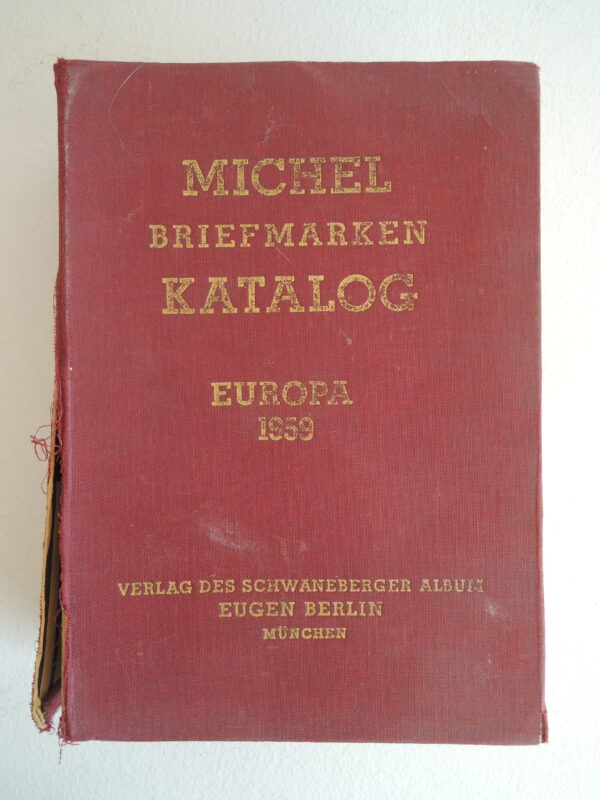 MICHEL
BRIEFMARKEN
KATALOG
EUROPA
1959
VERLAG DES SCHWANEBERGER ALBUM
EUGEN BERLIN
MÜNCHEN